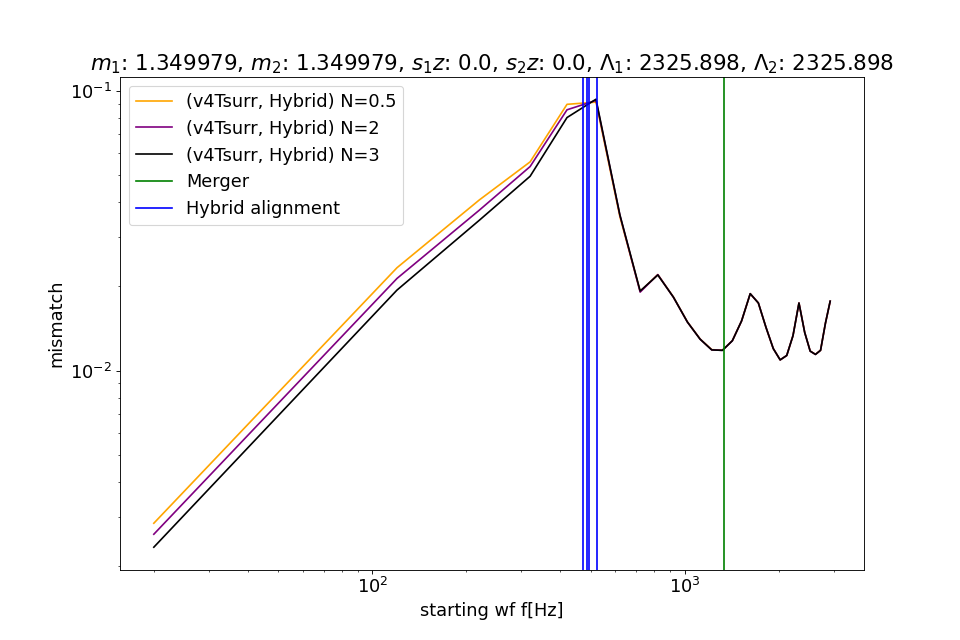 m₁: 1.349979, m₂: 1.349979, s₁z: 0.0, s₂z: 0.0, Λ₁: 2325.898, Λ₂: 2325.898
10⁻¹
(v4Tsurr, Hybrid) N=0.5
(v4Tsurr, Hybrid) N=2
(v4Tsurr, Hybrid) N=3
Merger
Hybrid alignment
mismatch
10⁻²
10²
10³
starting wf f[Hz]